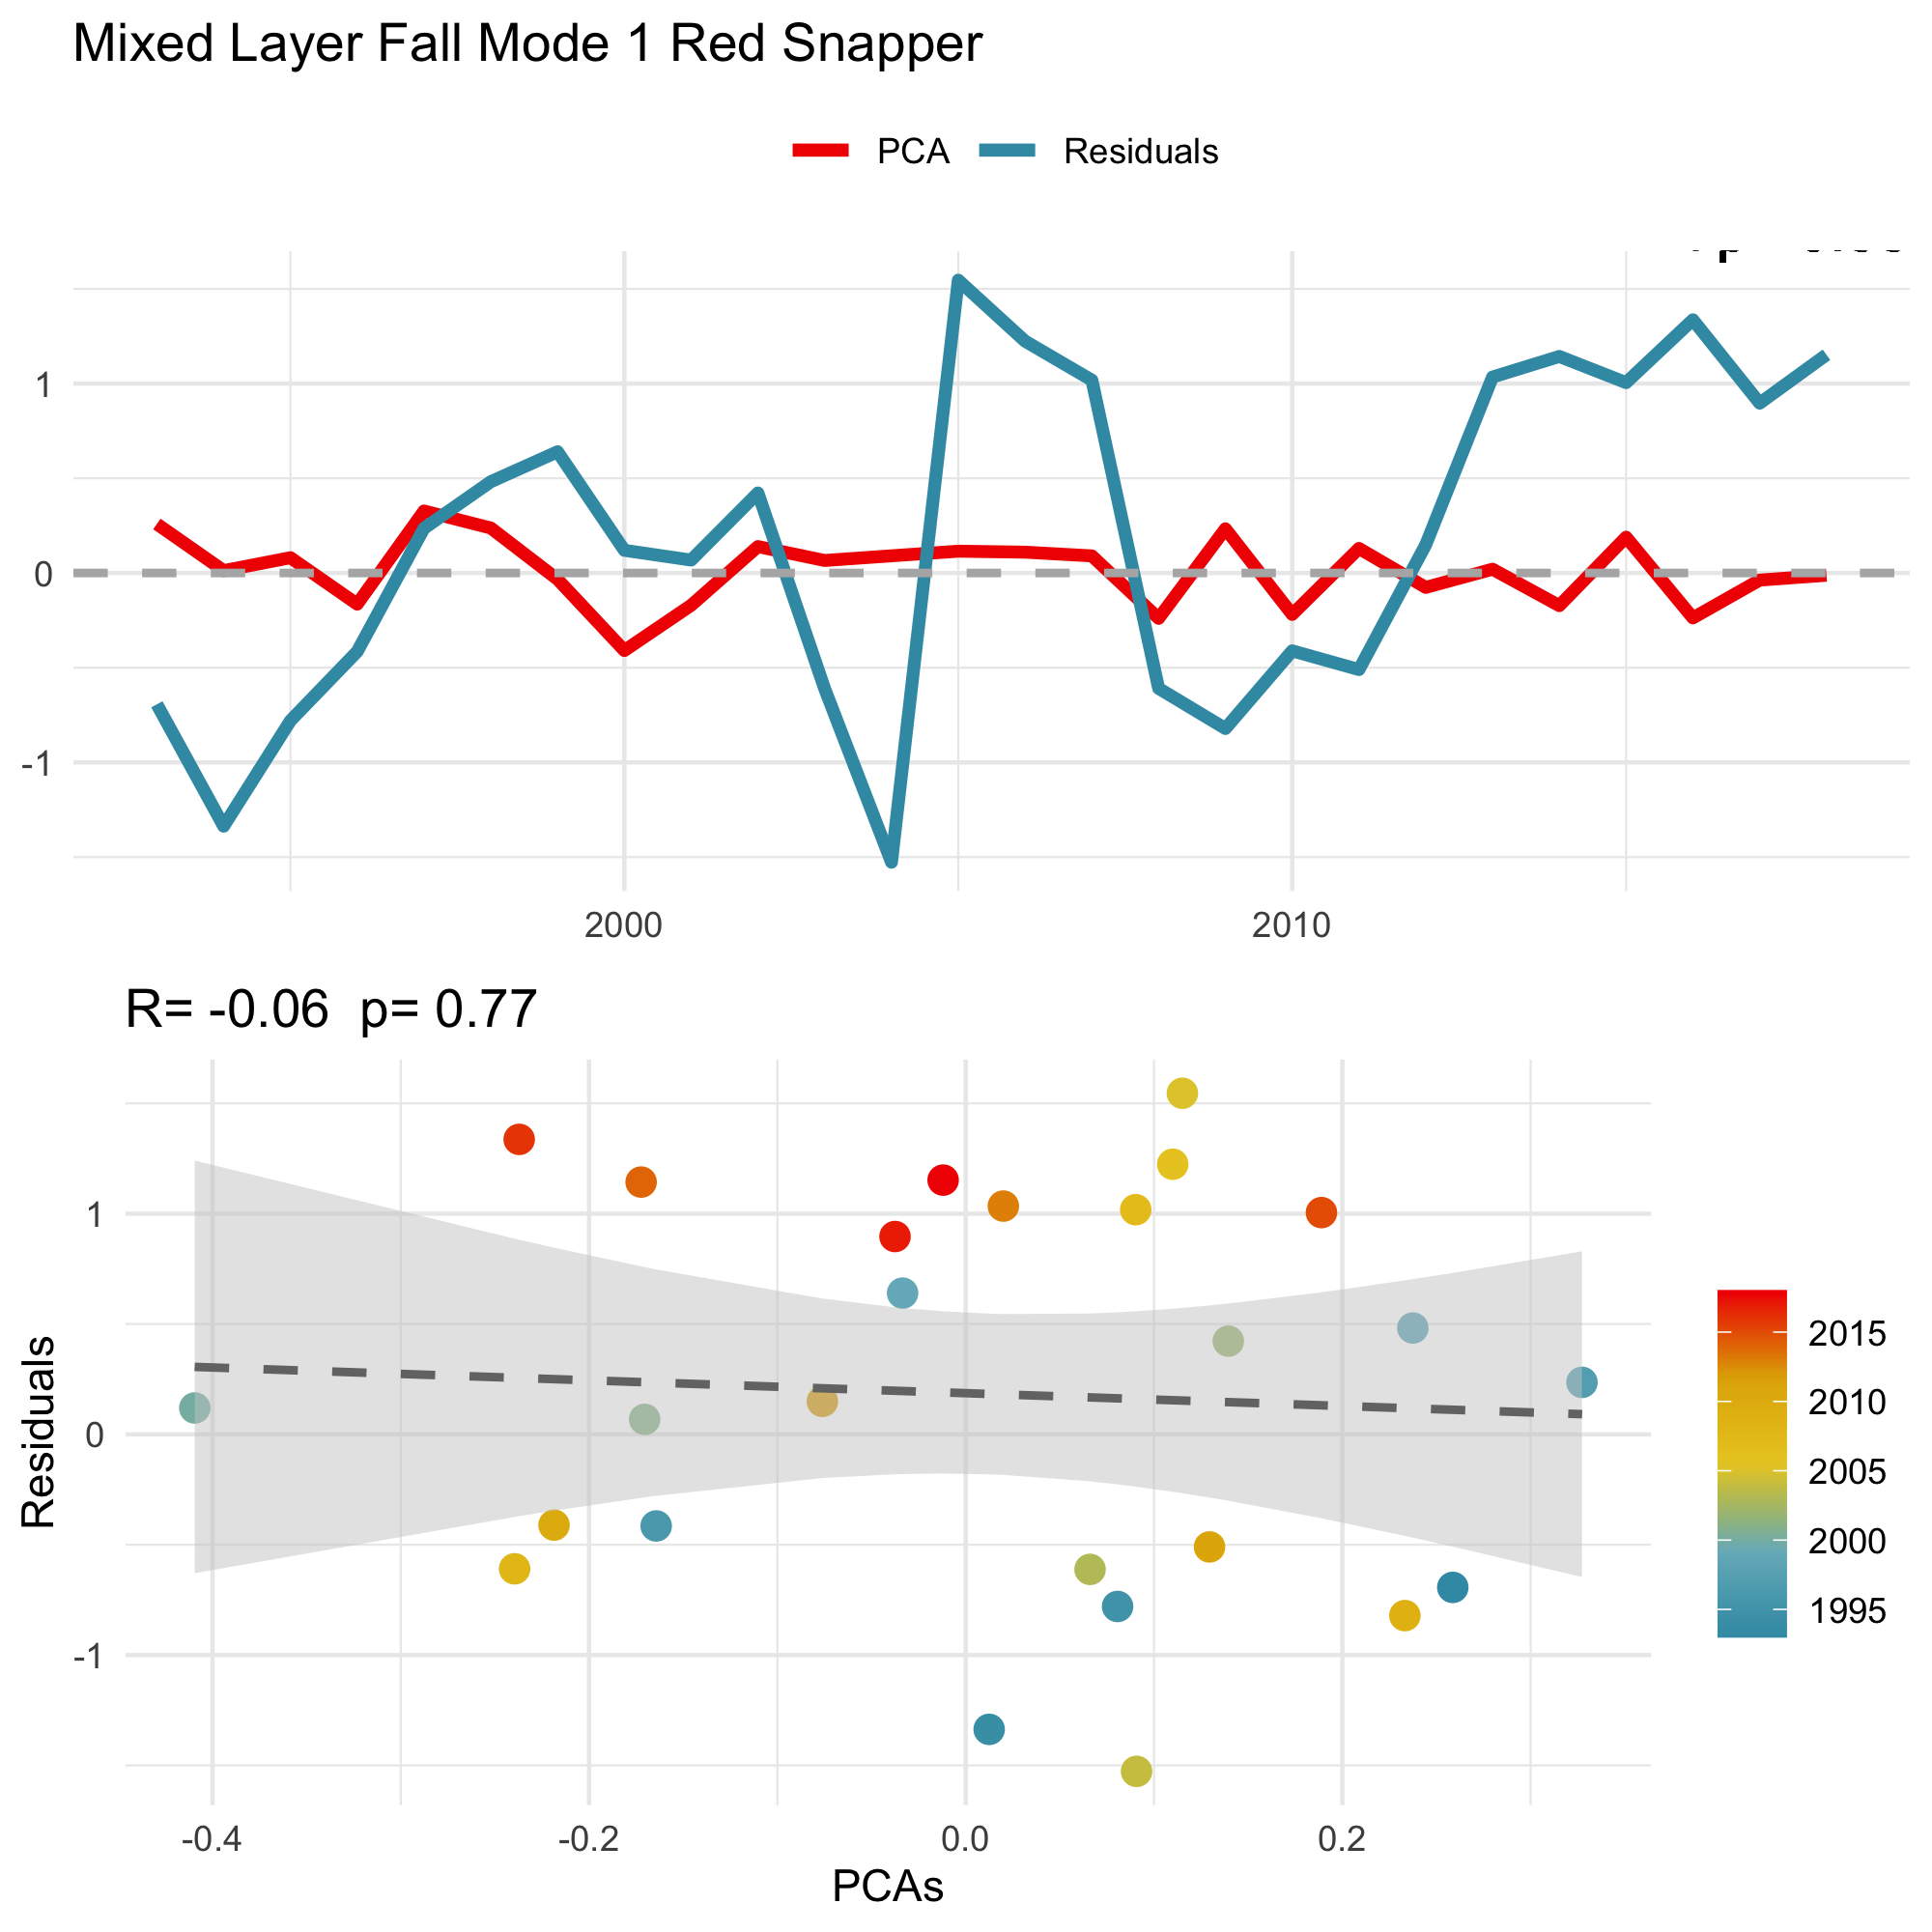 Mixed Layer Fall Mode 1 Red Snapper
PCA Residuals
1
0
-1
2000 2010
R= -0.06 p= 0.77
Residuals
1
0
-1
-0.4 -0.2 0.0 0.2
PCAs
2015
2010
2005
2000
1995